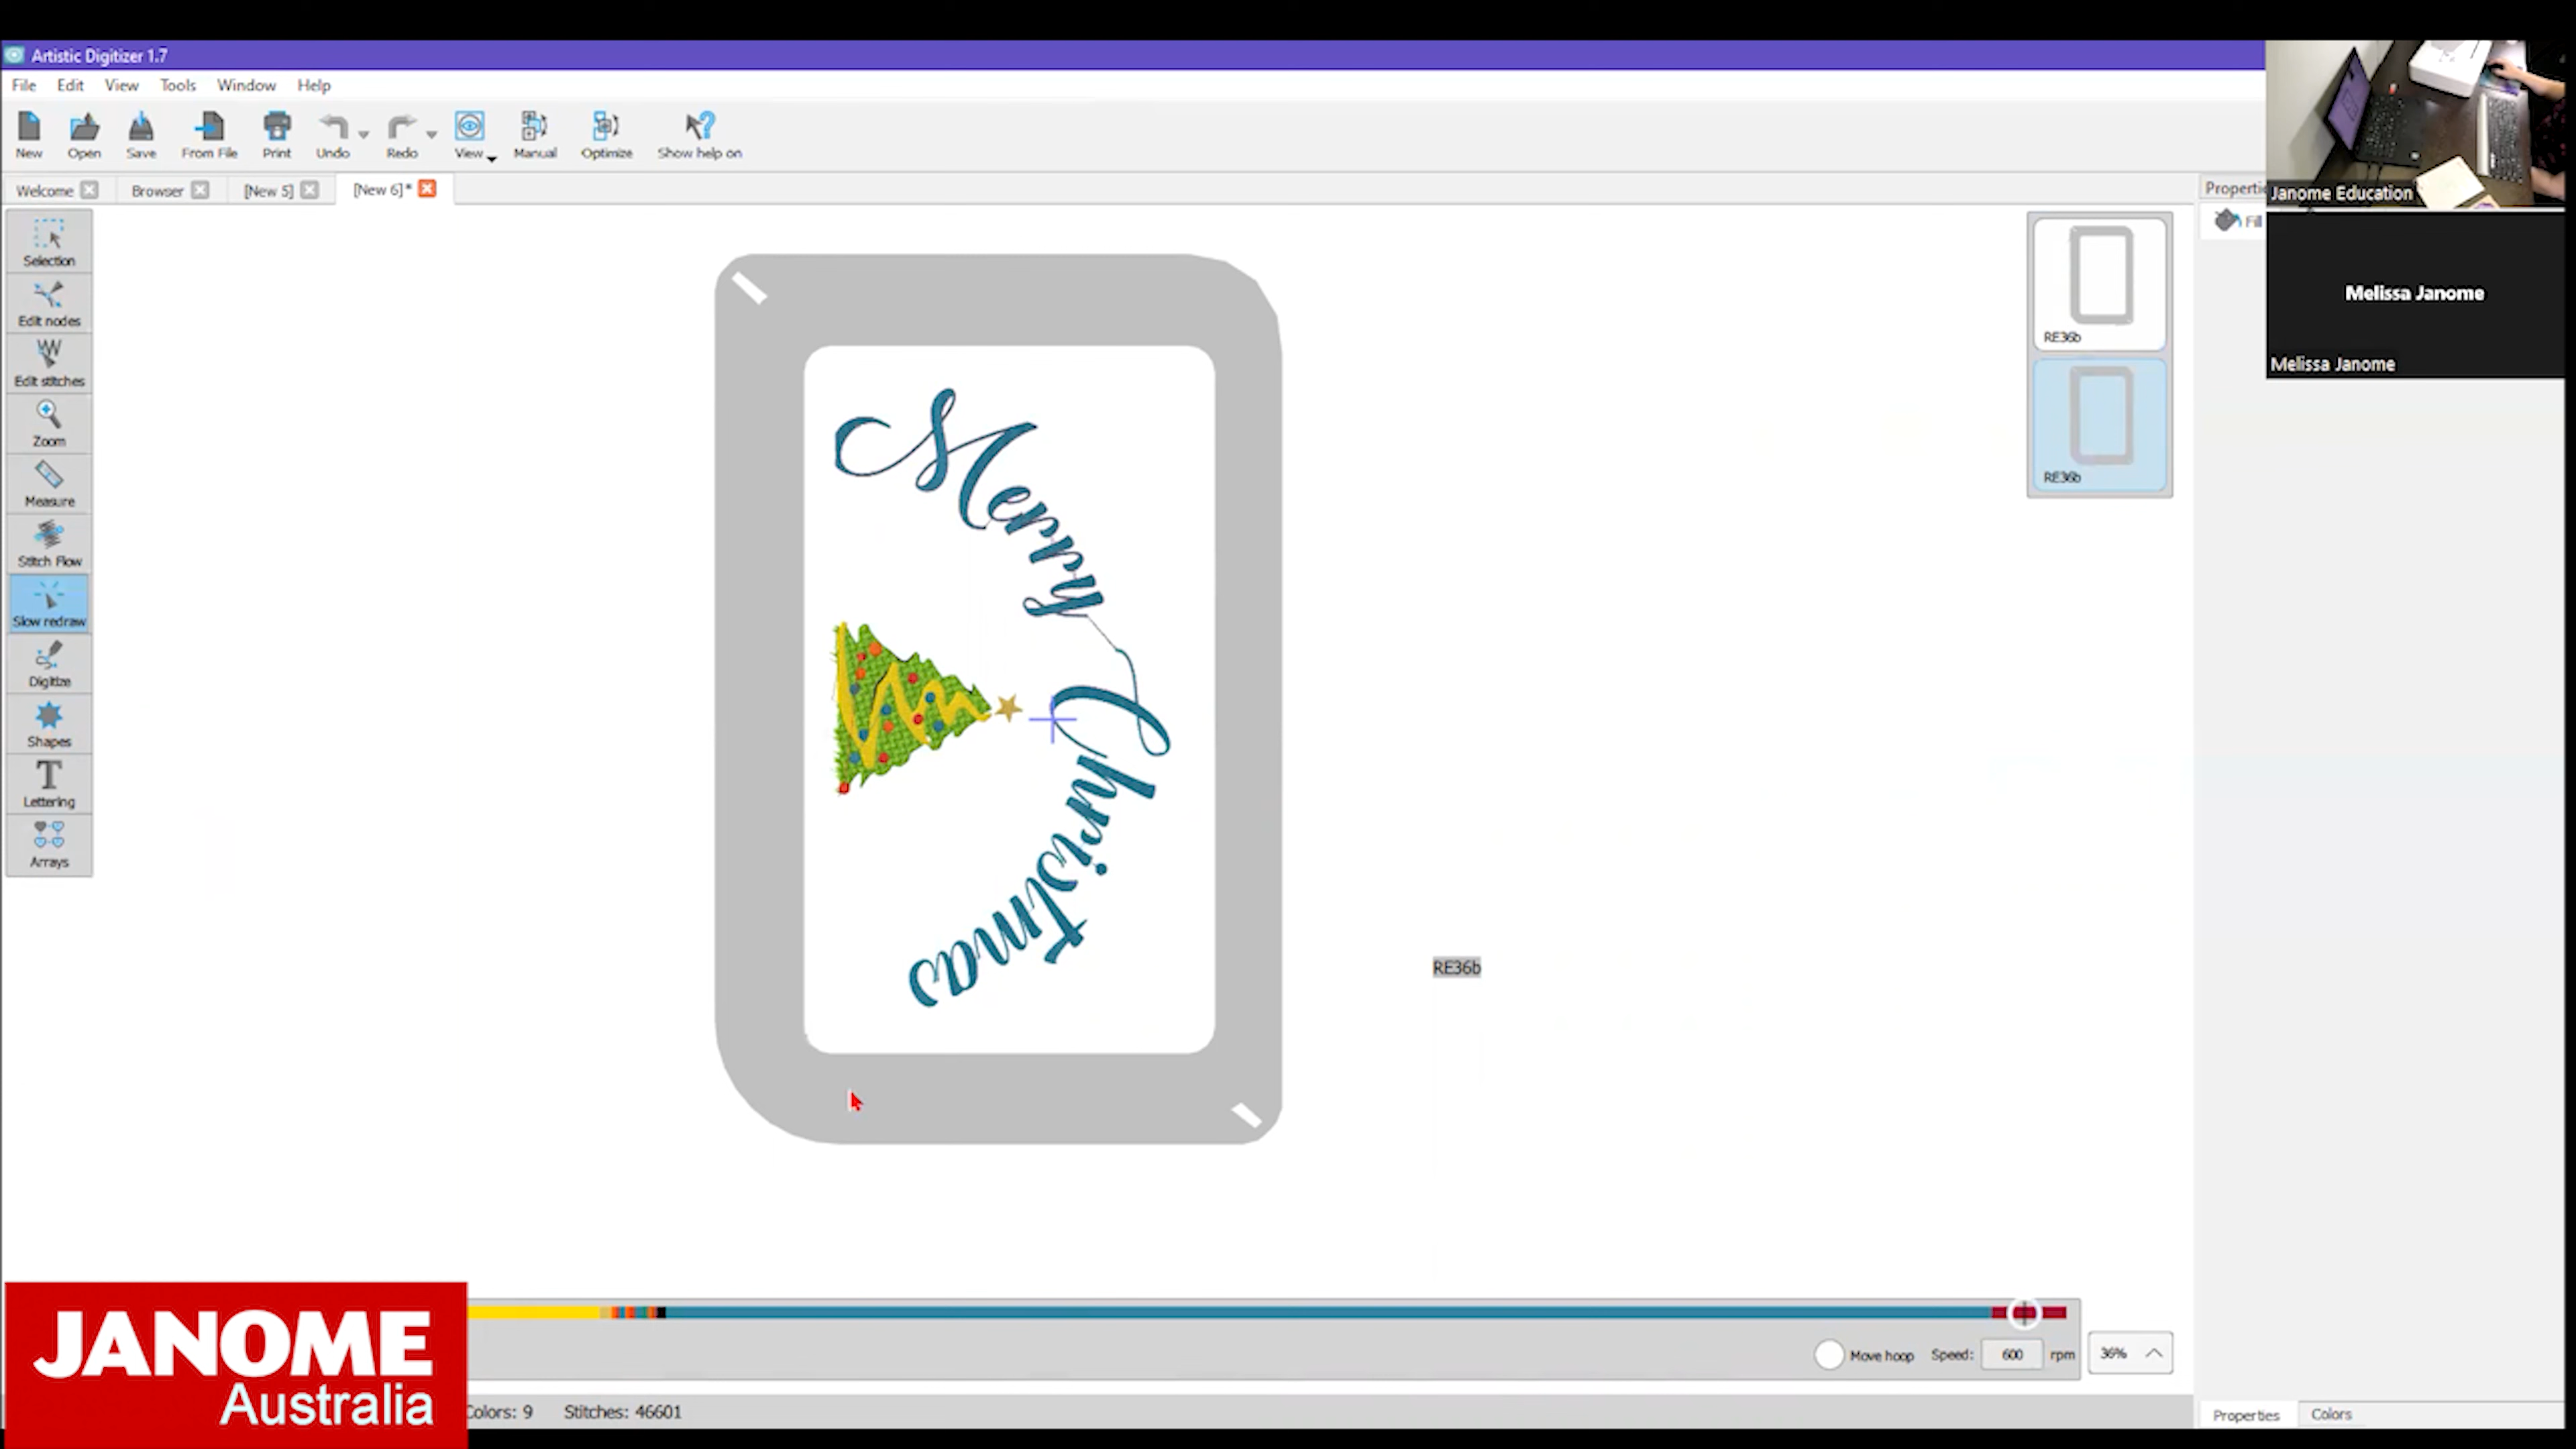 Artistic Digitizer 1.7
File Edit View Tools Window Help
New Open Save From File Print Undo Redo View Manual Optimize Show help on
Welcome Browser [New 5] [New 6]*
Selection
Edit nodes
Edit stitches
Zoom
Measure
Stitch Flow
Slow redraw
Digitize
Shapes
Lettering
Arrays
Merry Christmas
RE36b
RE36b
RE36b
Fill
Janome Education
Melissa Janome
Melissa Janome
Move hoop Speed: 600 rpm 36%
JANOME
Australia
Colors: 9 Stitches: 46601
Properties Colors